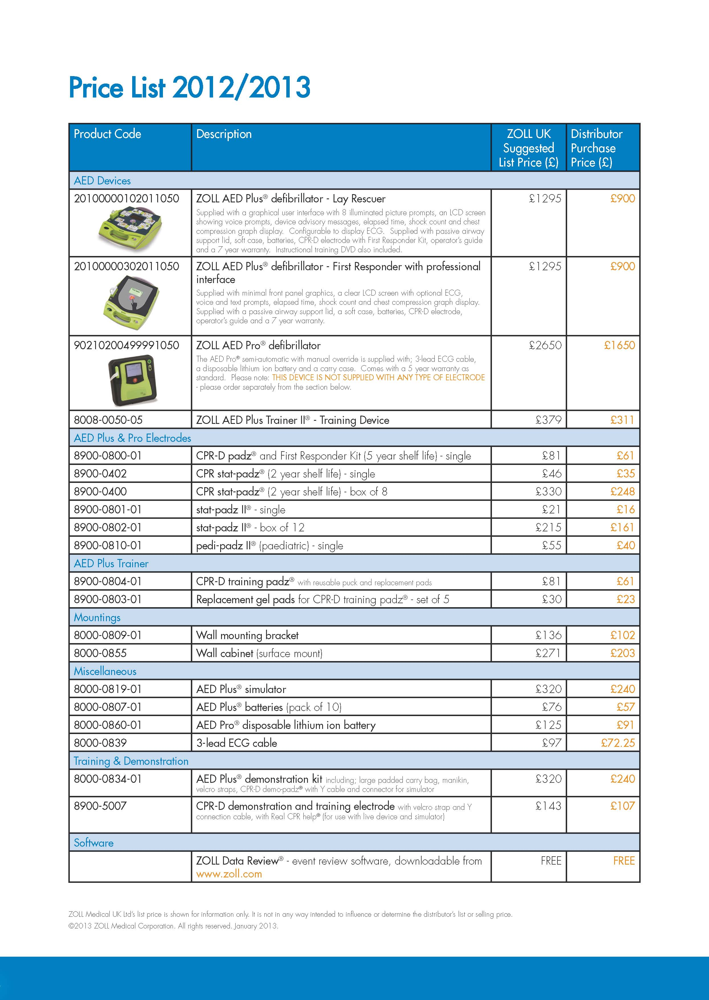 Price List 2012/2013
Product Code Description ZOLL UK Suggested List Price (£) Distributor Purchase Price (£)
AED Devices
20100000102011050 ZOLL AED Plus® defibrillator - Lay Rescuer £1295 £900
Supplied with a graphical user interface with 8 illuminated picture prompts, an LCD screen
showing voice prompts, device advisory messages, elapsed time, shock count and chest
compression graph display. Configurable to display ECG. Supplied with passive airway
support lid, soft case, batteries, CPR-D electrode with First Responder Kit, operator's guide
and a 7 year warranty. Instructional training DVD also included.
20100000302011050 ZOLL AED Plus® defibrillator - First Responder with professional £1295 £900
interface
Supplied with minimal front panel graphics, a clear LCD screen with optional ECG,
voice and text prompts, elapsed time, shock count and chest compression graph display.
Supplied with a passive airway support lid, a soft case, batteries, CPR-D electrode,
operator's guide and a 7 year warranty.
90210200499991050 ZOLL AED Pro® defibrillator £2650 £1650
The AED Pro® semi-automatic with manual override is supplied with; 3-lead ECG cable,
a disposable lithium ion battery and a carry case. Comes with a 5 year warranty as
standard. Please note: THIS DEVICE IS NOT SUPPLIED WITH ANY TYPE OF ELECTRODE
- please order separately from the section below.
8008-0050-05 ZOLL AED Plus Trainer II® - Training Device £379 £311
AED Plus & Pro Electrodes
8900-0800-01 CPR-D padz® and First Responder Kit (5 year shelf life) - single £81 £61
8900-0402 CPR stat-padz® (2 year shelf life) - single £46 £35
8900-0400 CPR stat-padz® (2 year shelf life) - box of 8 £330 £248
8900-0801-01 stat-padz II® - single £21 £16
8900-0802-01 stat-padz II® - box of 12 £215 £161
8900-0810-01 pedi-padz II® (paediatric) - single £55 £40
AED Plus Trainer
8900-0804-01 CPR-D training padz® with reusable puck and replacement pads £81 £61
8900-0803-01 Replacement gel pads for CPR-D training padz® - set of 5 £30 £23
Mountings
8000-0809-01 Wall mounting bracket £136 £102
8000-0855 Wall cabinet (surface mount) £271 £203
Miscellaneous
8000-0819-01 AED Plus® simulator £320 £240
8000-0807-01 AED Plus® batteries (pack of 10) £76 £57
8000-0860-01 AED Pro® disposable lithium ion battery £125 £91
8000-0839 3-lead ECG cable £97 £72.25
Training & Demonstration
8000-0834-01 AED Plus® demonstration kit including; large padded carry bag, manikin, £320 £240
velcro straps, CPR-D demo-padz® with Y cable and connector for simulator
8900-5007 CPR-D demonstration and training electrode with velcro strap and Y £143 £107
connection cable, with Real CPR help® (for use with live device and simulator)
Software
ZOLL Data Review® - event review software, downloadable from FREE FREE
www.zoll.com
ZOLL Medical UK Ltd's list price is shown for information only. It is not in any way intended to influence or determine the distributor's list or selling price.
©2013 ZOLL Medical Corporation. All rights reserved. January 2013.